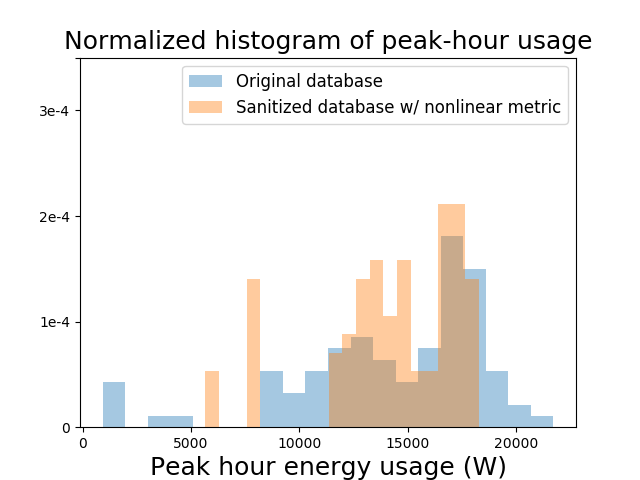 Normalized histogram of peak-hour usage
Original database
Sanitized database w/ nonlinear metric
3e-4
2e-4
1e-4
0
0 5000 10000 15000 20000
Peak hour energy usage (W)